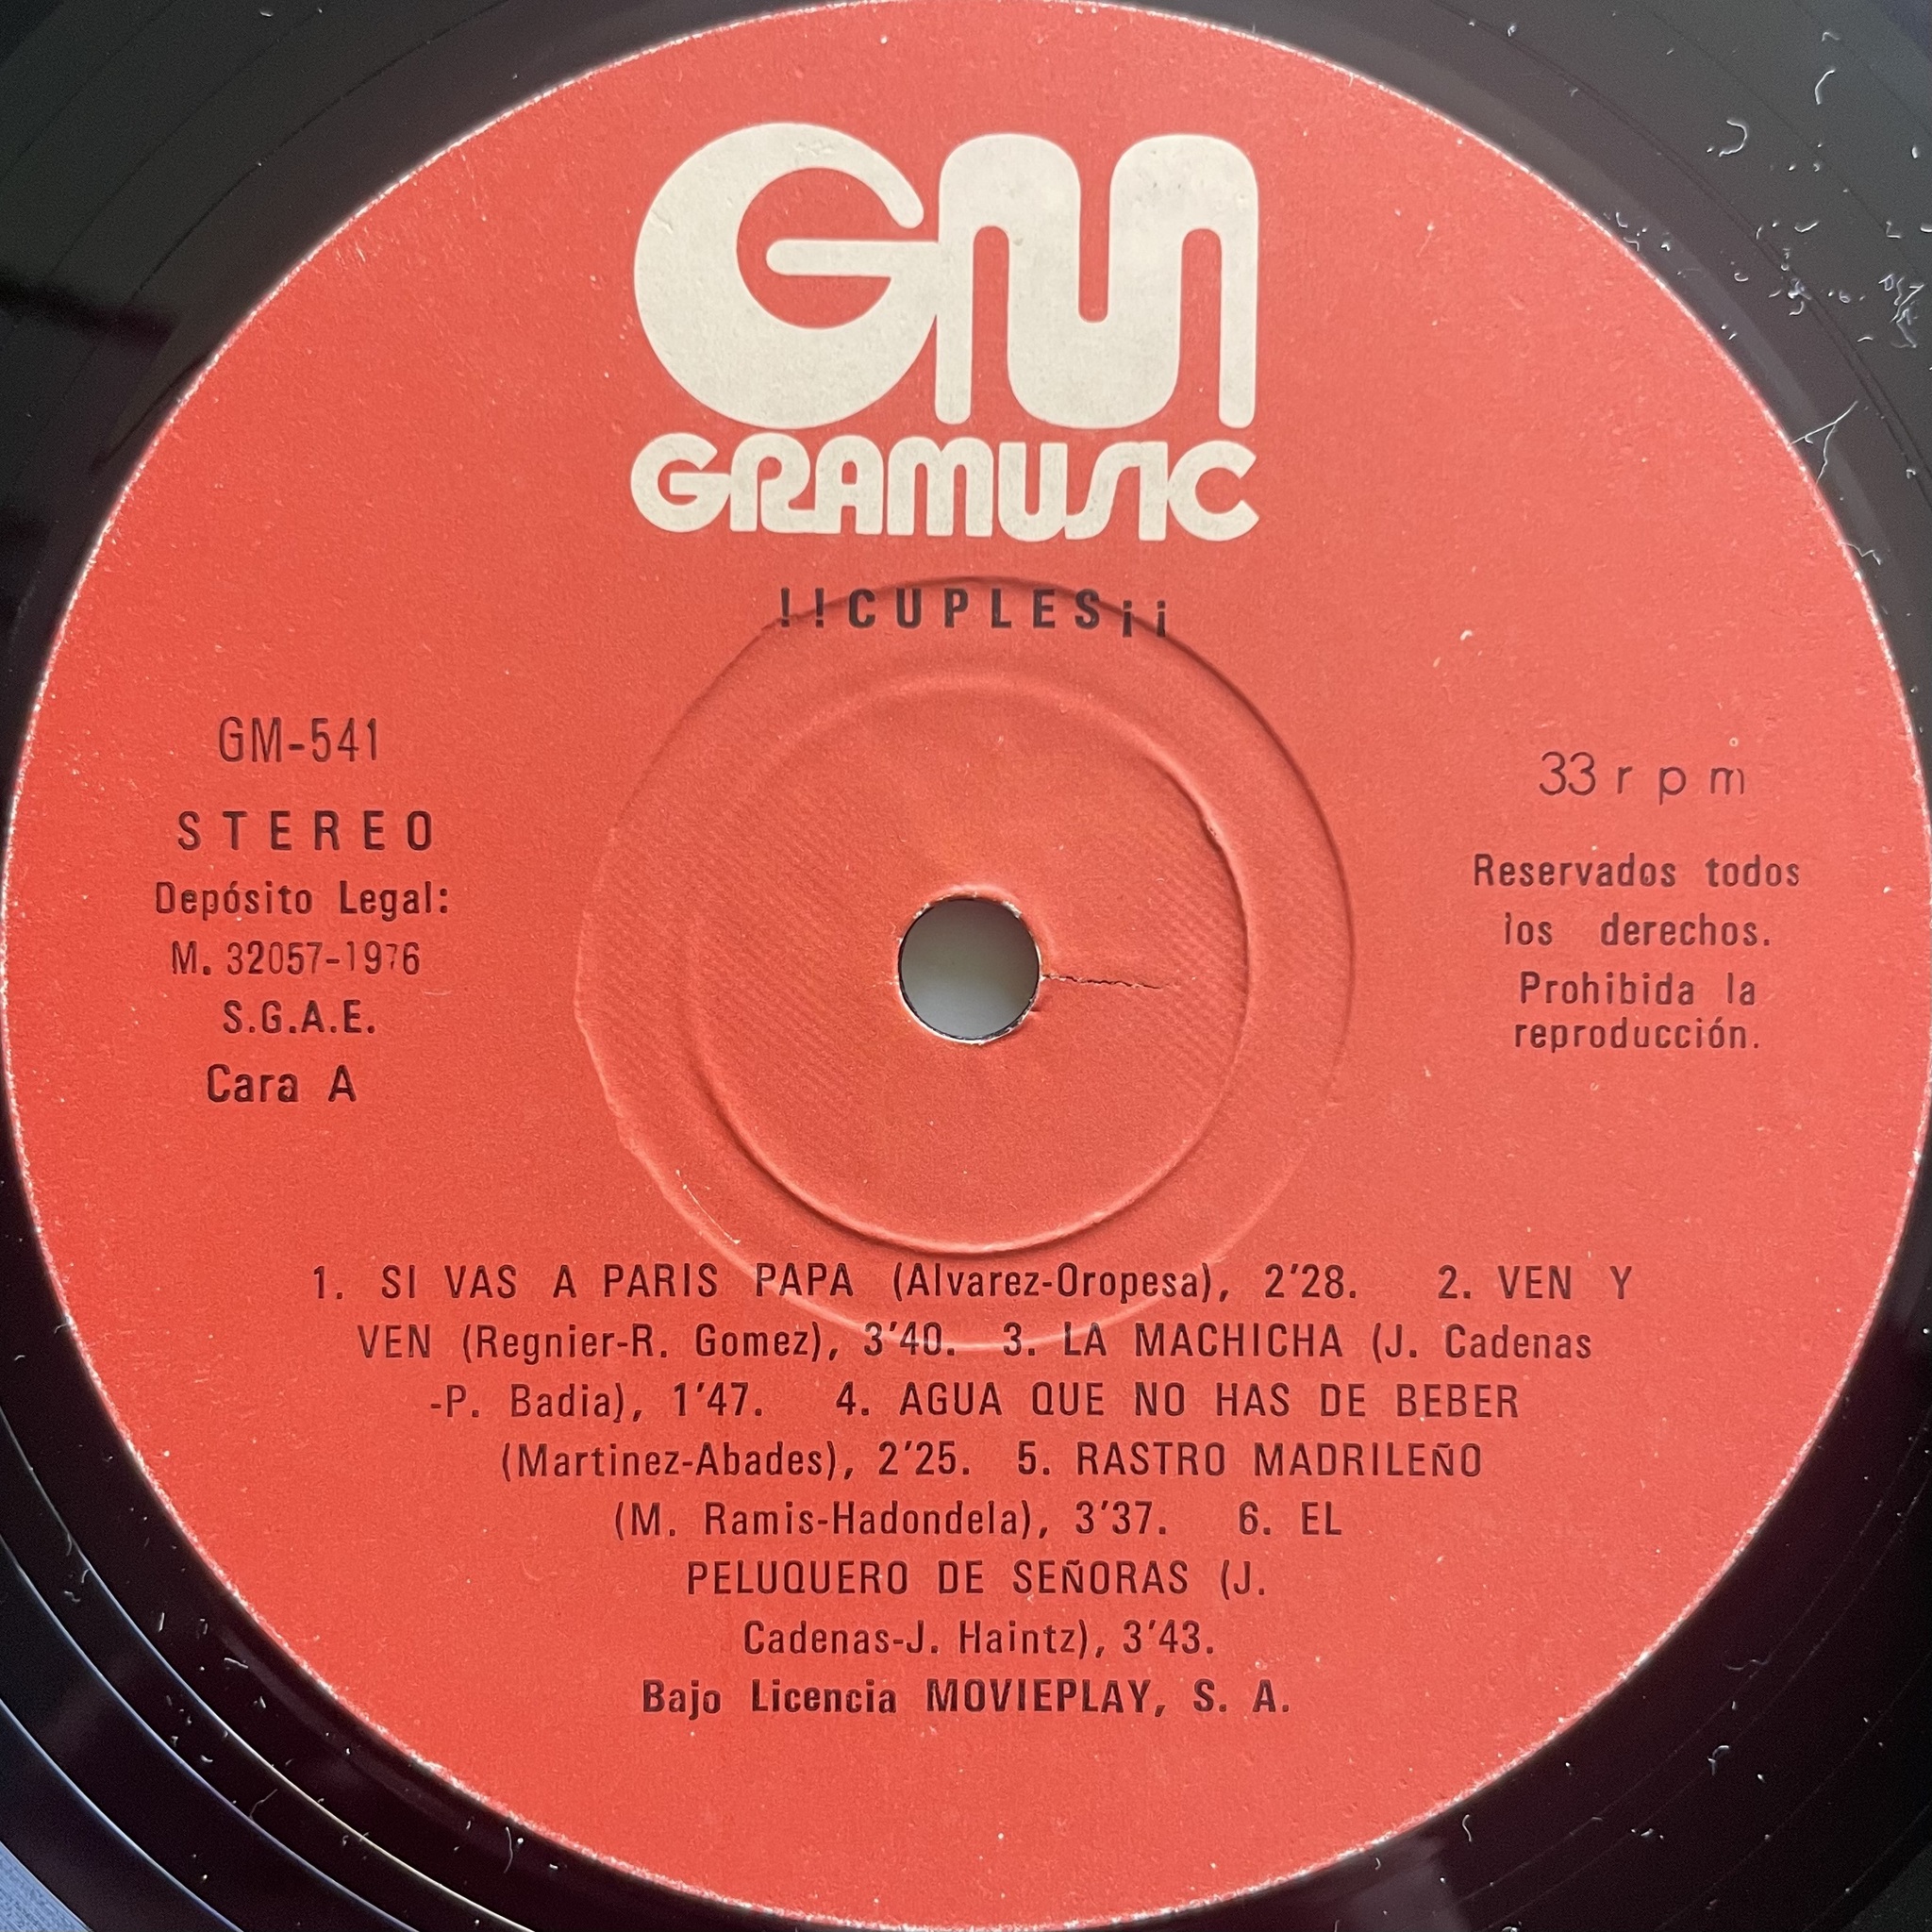 GM
GRAMUSIC
!!CUPLES¡¡
GM-541
STEREO
Depósito Legal:
M. 32057-1976
S.G.A.E.
Cara A
33 rpm
Reservados todos
los derechos.
Prohibida la
reproducción.
1. SI VAS A PARIS PAPA (Alvarez-Oropesa), 2'28. 2. VEN Y
VEN (Regnier-R. Gomez), 3'40. 3. LA MACHICHA (J. Cadenas
-P. Badia), 1'47. 4. AGUA QUE NO HAS DE BEBER
(Martinez-Abades), 2'25. 5. RASTRO MADRILEÑO
(M. Ramis-Hadondela), 3'37. 6. EL
PELUQUERO DE SEÑORAS (J.
Cadenas-J. Haintz), 3'43.
Bajo Licencia MOVIEPLAY, S. A.